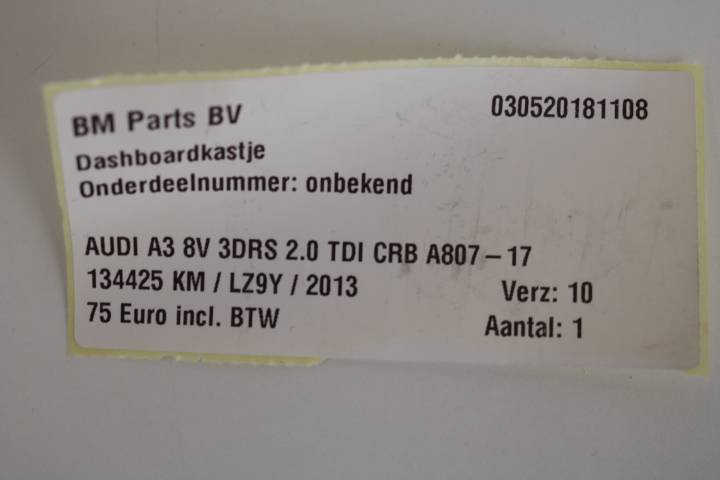 BM Parts BV 030520181108
Dashboardkastje
Onderdeelnummer: onbekend
AUDI A3 8V 3DRS 2.0 TDI CRB A807-17
134425 KM / LZ9Y / 2013 Verz: 10
75 Euro incl. BTW Aantal: 1